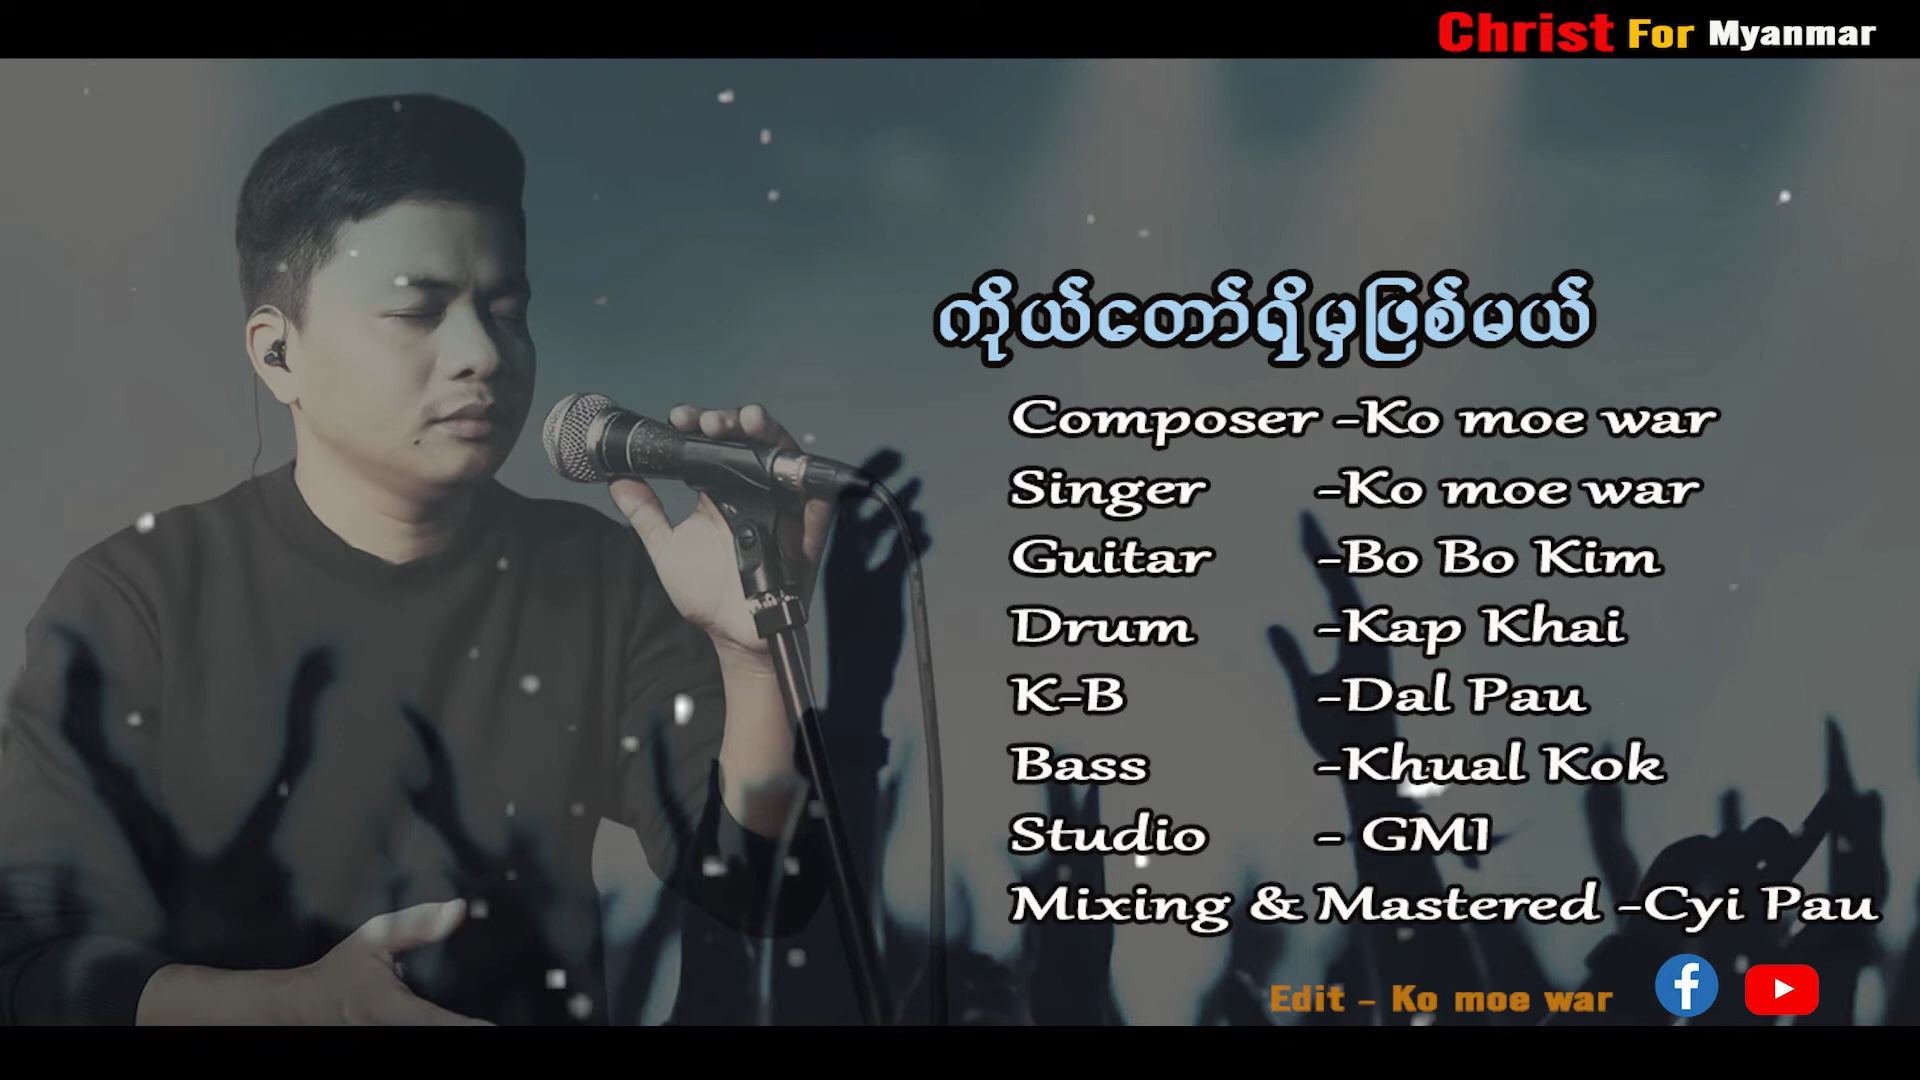 Christ For Myanmar
ကိုယ်တော်ရှိမှဖြစ်မယ်
Composer -Ko moe war
Singer -Ko moe war
Guitar -Bo Bo Kim
Drum -Kap Khai
K-B -Dal Pau
Bass -Khual Kok
Studio - GMI
Mixing & Mastered -Cyi Pau
Edit - Ko moe war